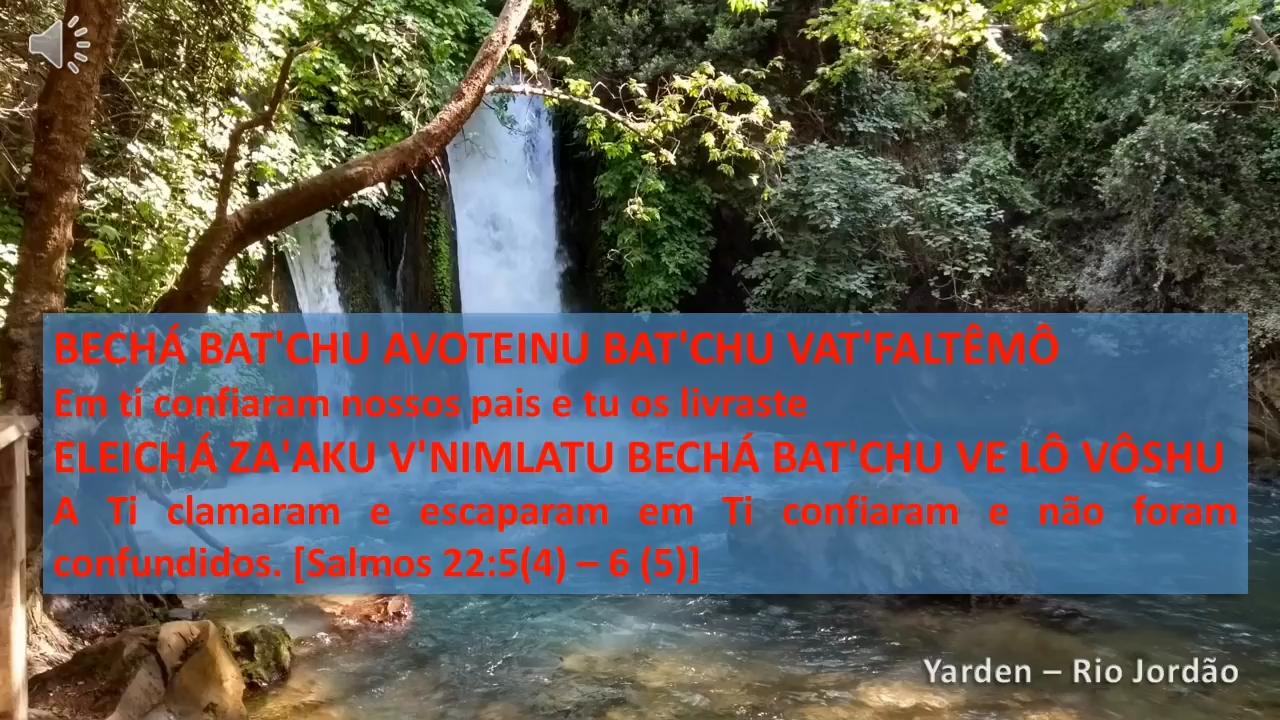 BECHÁ BAT'CHU AVOTEINU BAT'CHU VAT'FALTÊMÔ
Em ti confiaram nossos pais e tu os livraste
ELEICHÁ ZA'AKU V'NIMLATU BECHÁ BAT'CHU VE LÔ VÔSHU
A Ti clamaram e escaparam em Ti confiaram e não foram
confundidos. [Salmos 22:5(4) – 6 (5)]
Yarden – Rio Jordão